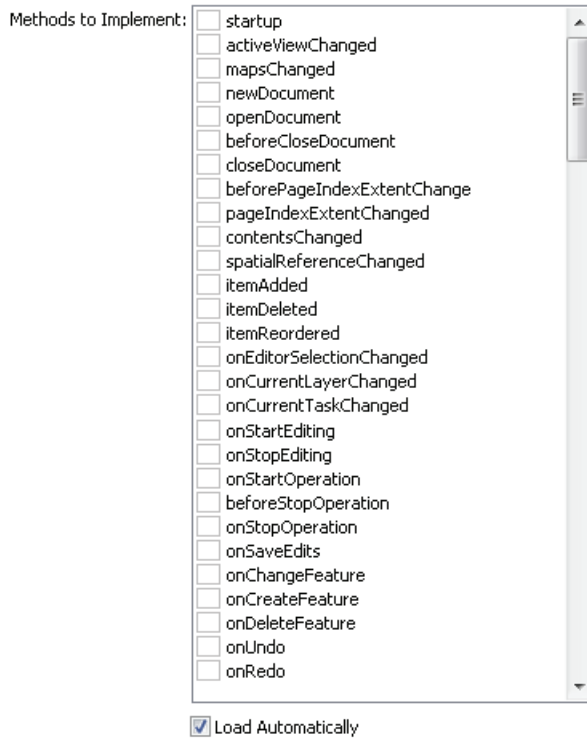 Methods to Implement:
startup
activeViewChanged
mapsChanged
newDocument
openDocument
beforeCloseDocument
closeDocument
beforePageIndexExtentChange
pageIndexExtentChanged
contentsChanged
spatialReferenceChanged
itemAdded
itemDeleted
itemReordered
onEditorSelectionChanged
onCurrentLayerChanged
onCurrentTaskChanged
onStartEditing
onStopEditing
onStartOperation
beforeStopOperation
onStopOperation
onSaveEdits
onChangeFeature
onCreateFeature
onDeleteFeature
onUndo
onRedo
Load Automatically